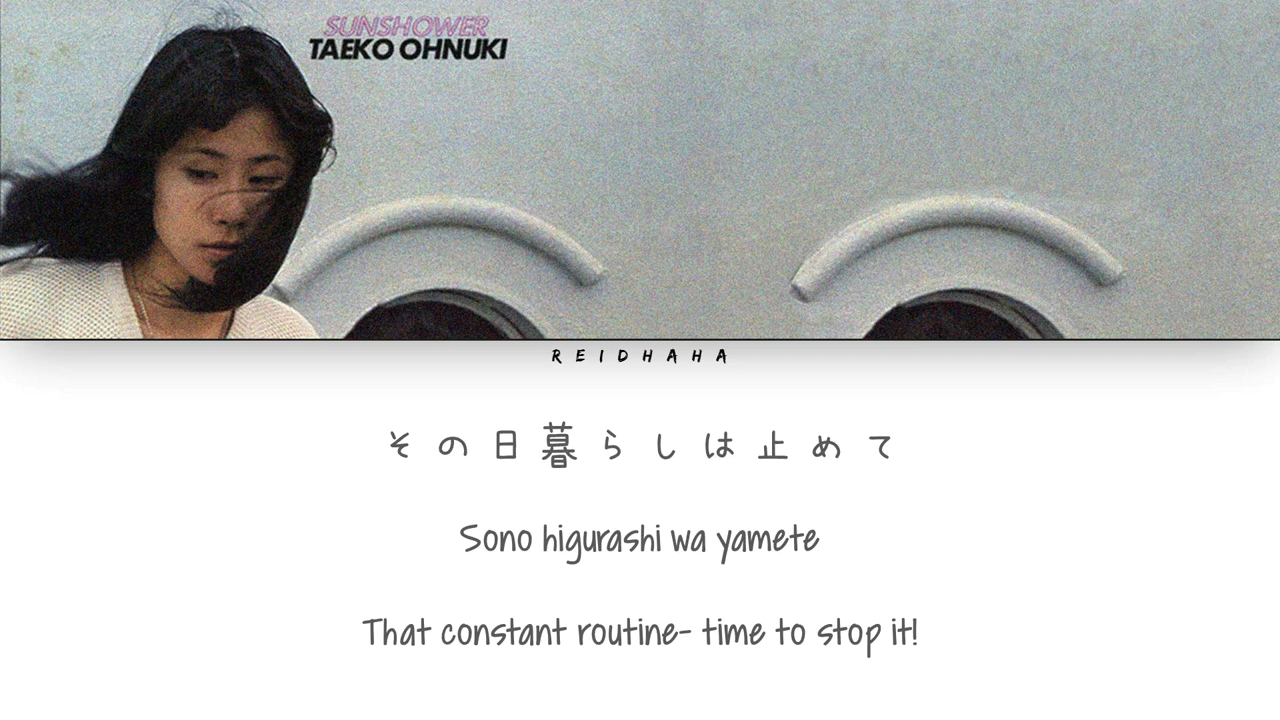 SUNSHOWER
TAEKO OHNUKI
REIDHAHA
その日暮らしは止めて
Sono higurashi wa yamete
That constant routine- time to stop it!